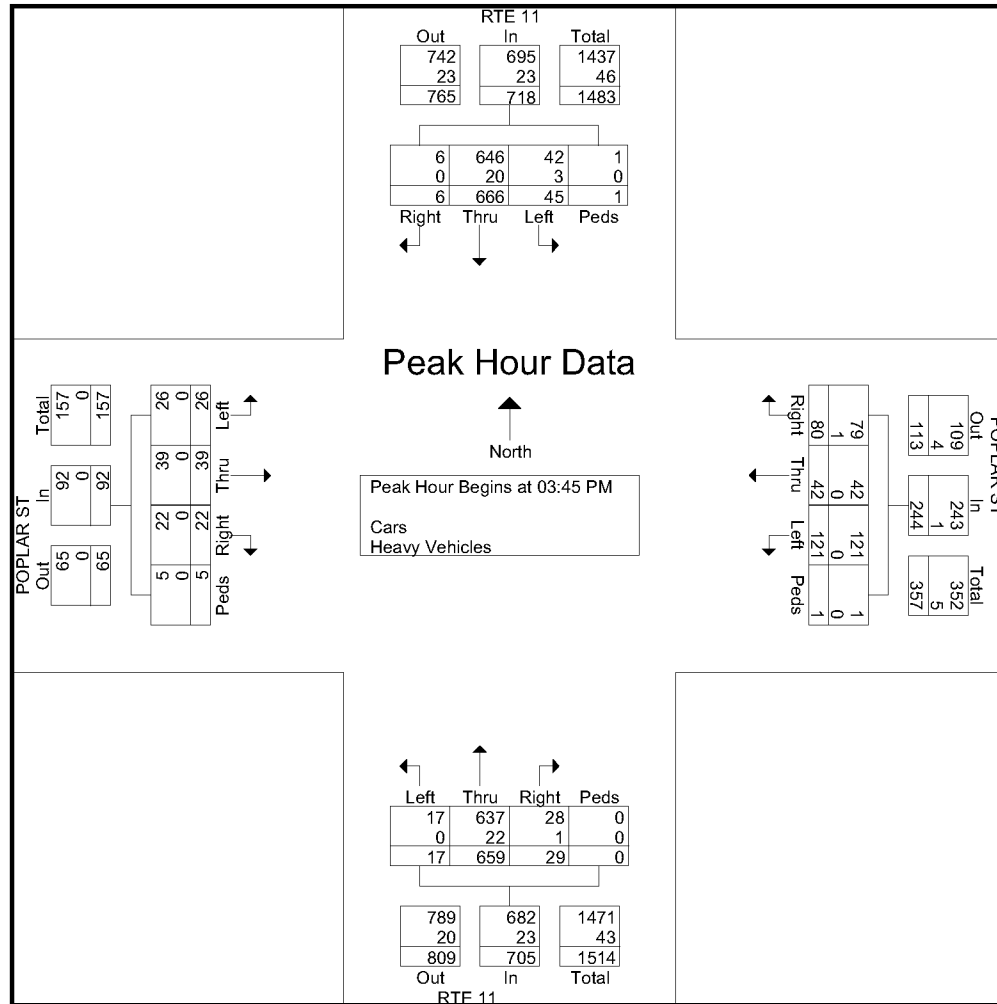 RTE 11
Out In Total
742 695 1437
23 23 46
765 718 1483
6 646 42 1
0 20 3 0
6 666 45 1
Right Thru Left Peds
Peak Hour Data
North
Peak Hour Begins at 03:45 PM
Cars
Heavy Vehicles
POPLAR ST
Out In Total
65 92 157
0 0 0
65 92 157
5 22 39 26
0 0 0 0
5 22 39 26
Peds Right Thru Left
POPLAR ST
Out In Total
109 243 352
4 1 5
113 244 357
79 42 121 1
1 0 0 0
80 42 121 1
Right Thru Left Peds
Left Thru Right Peds
17 637 28 0
0 22 1 0
17 659 29 0
789 682 1471
20 23 43
809 705 1514
Out In Total
RTE 11